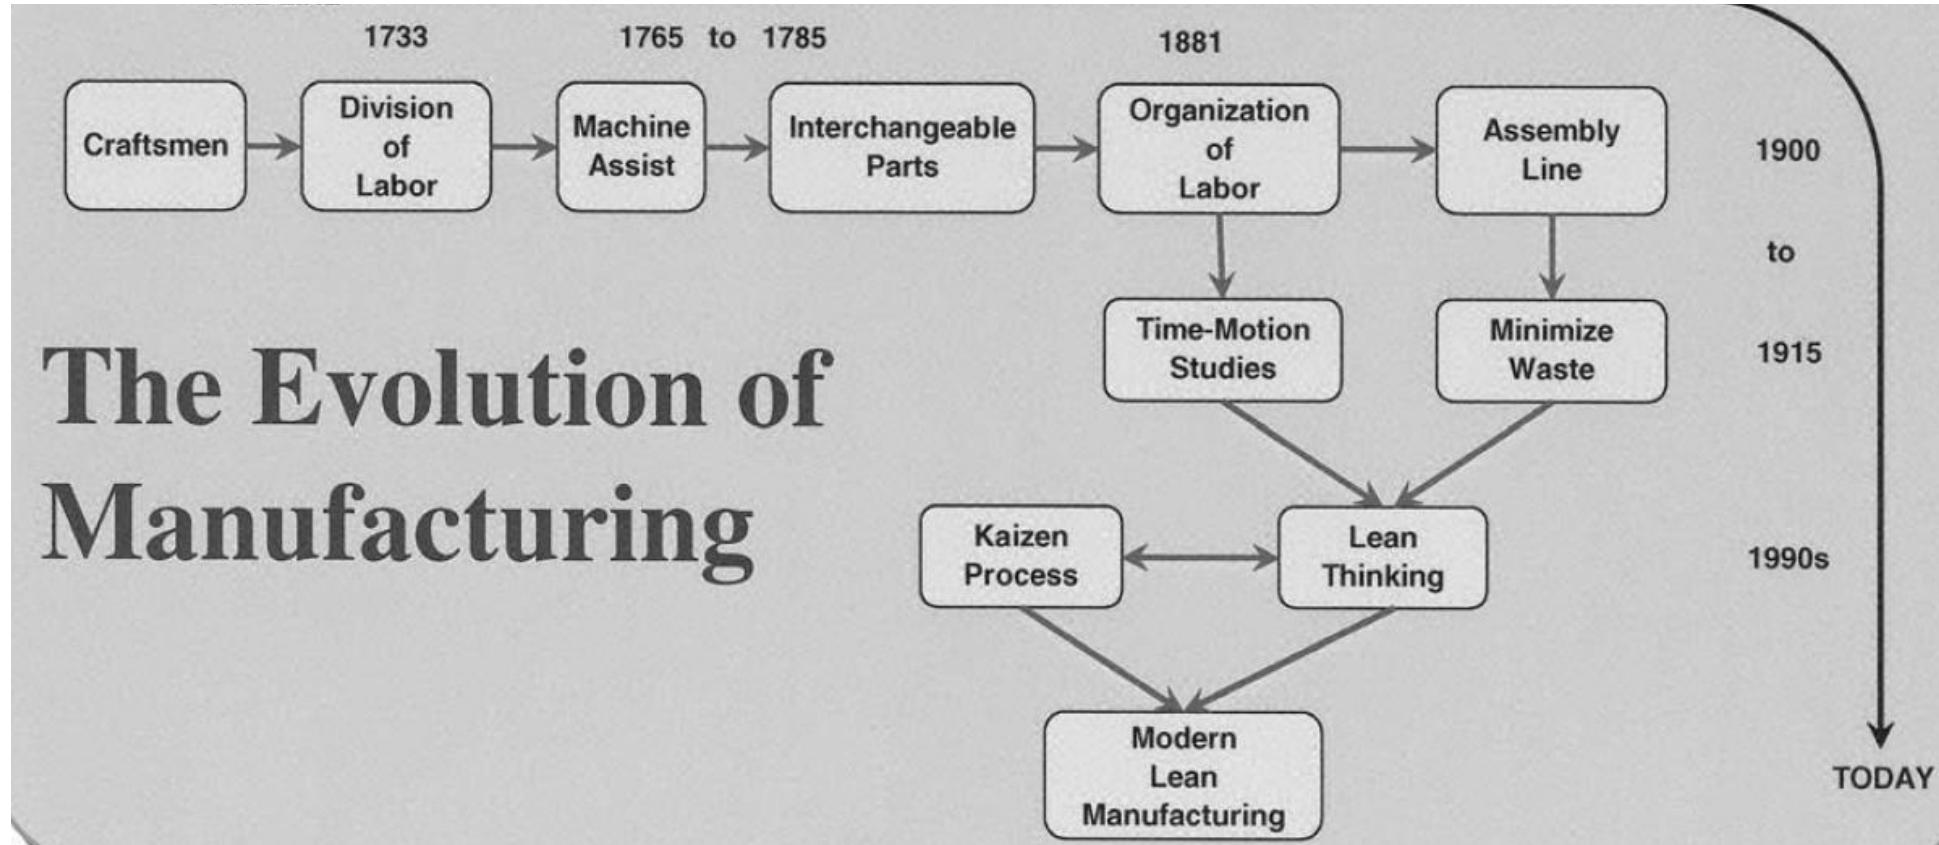 1733
1765 to 1785
1881
Craftsmen
Division
of
Labor
Machine
Assist
Interchangeable
Parts
Organization
of
Labor
Assembly
Line
1900
to
1915
Time-Motion
Studies
Minimize
Waste
The Evolution of
Manufacturing
Kaizen
Process
Lean
Thinking
1990s
Modern
Lean
Manufacturing
TODAY